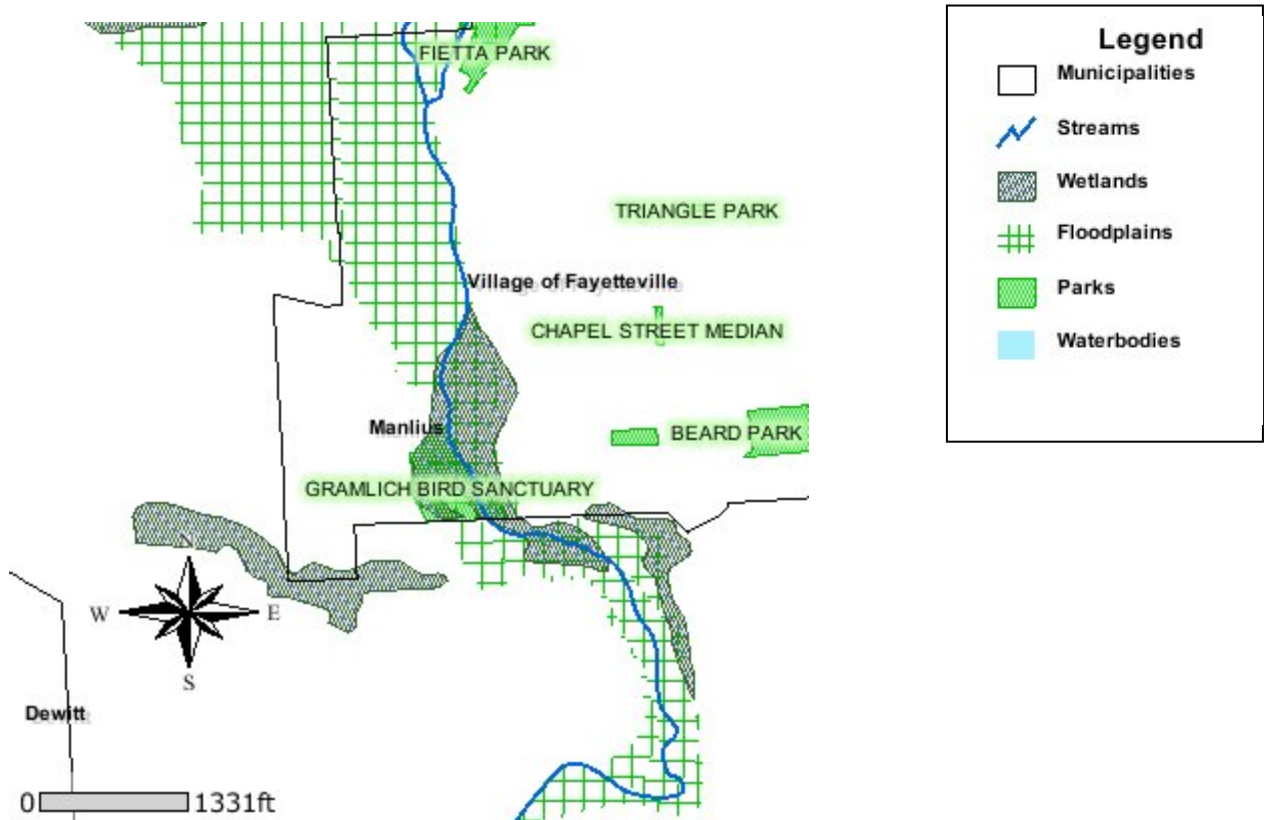 FIETTA PARK
TRIANGLE PARK
Village of Fayetteville
CHAPEL STREET MEDIAN
Manlius
BEARD PARK
GRAMLICH BIRD SANCTUARY
N
W
E
S
Dewitt
0
1331ft
Legend
Municipalities
Streams
Wetlands
Floodplains
Parks
Waterbodies